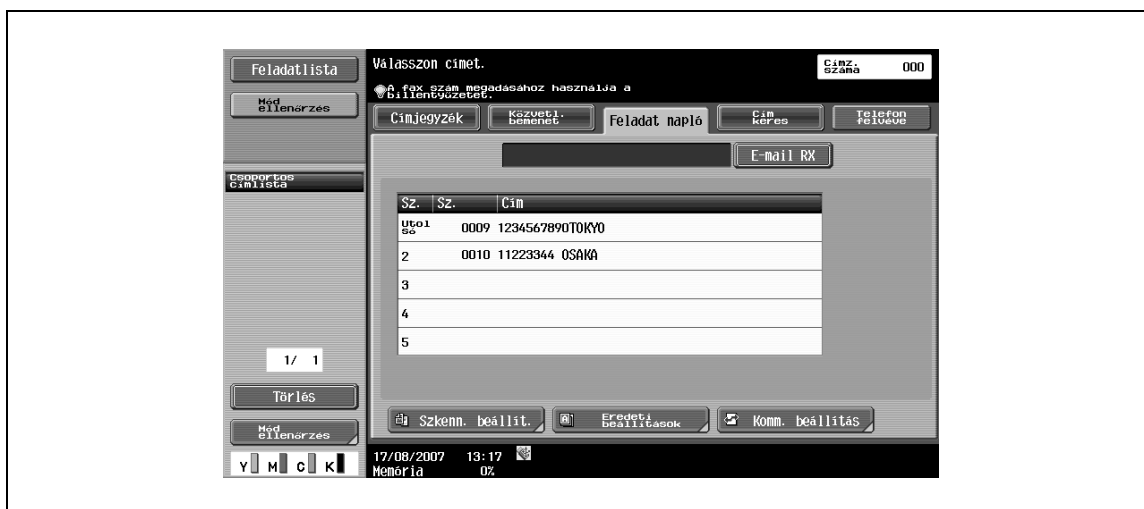 Feladatlista
Mód
ellenőrzés
Csoportos
címlista
1/ 1
Törlés
Mód
ellenőrzés
Y M C K
Válasszon címet.
Címz.
száma 000
A fax szám megadásához használja a
billentyűzetet.
Címjegyzék
Közvetl.
bemenet
Feladat napló
Cím
keres
Telefon
felvéve
E-mail RX
Sz. Sz. Cím
Utol
só 0009 1234567890TOKYO
2 0010 11223344 OSAKA
3
4
5
Szkenn. beállít.
Eredeti
beállítások
Komm. beállítás
17/08/2007 13:17
Memória 0%